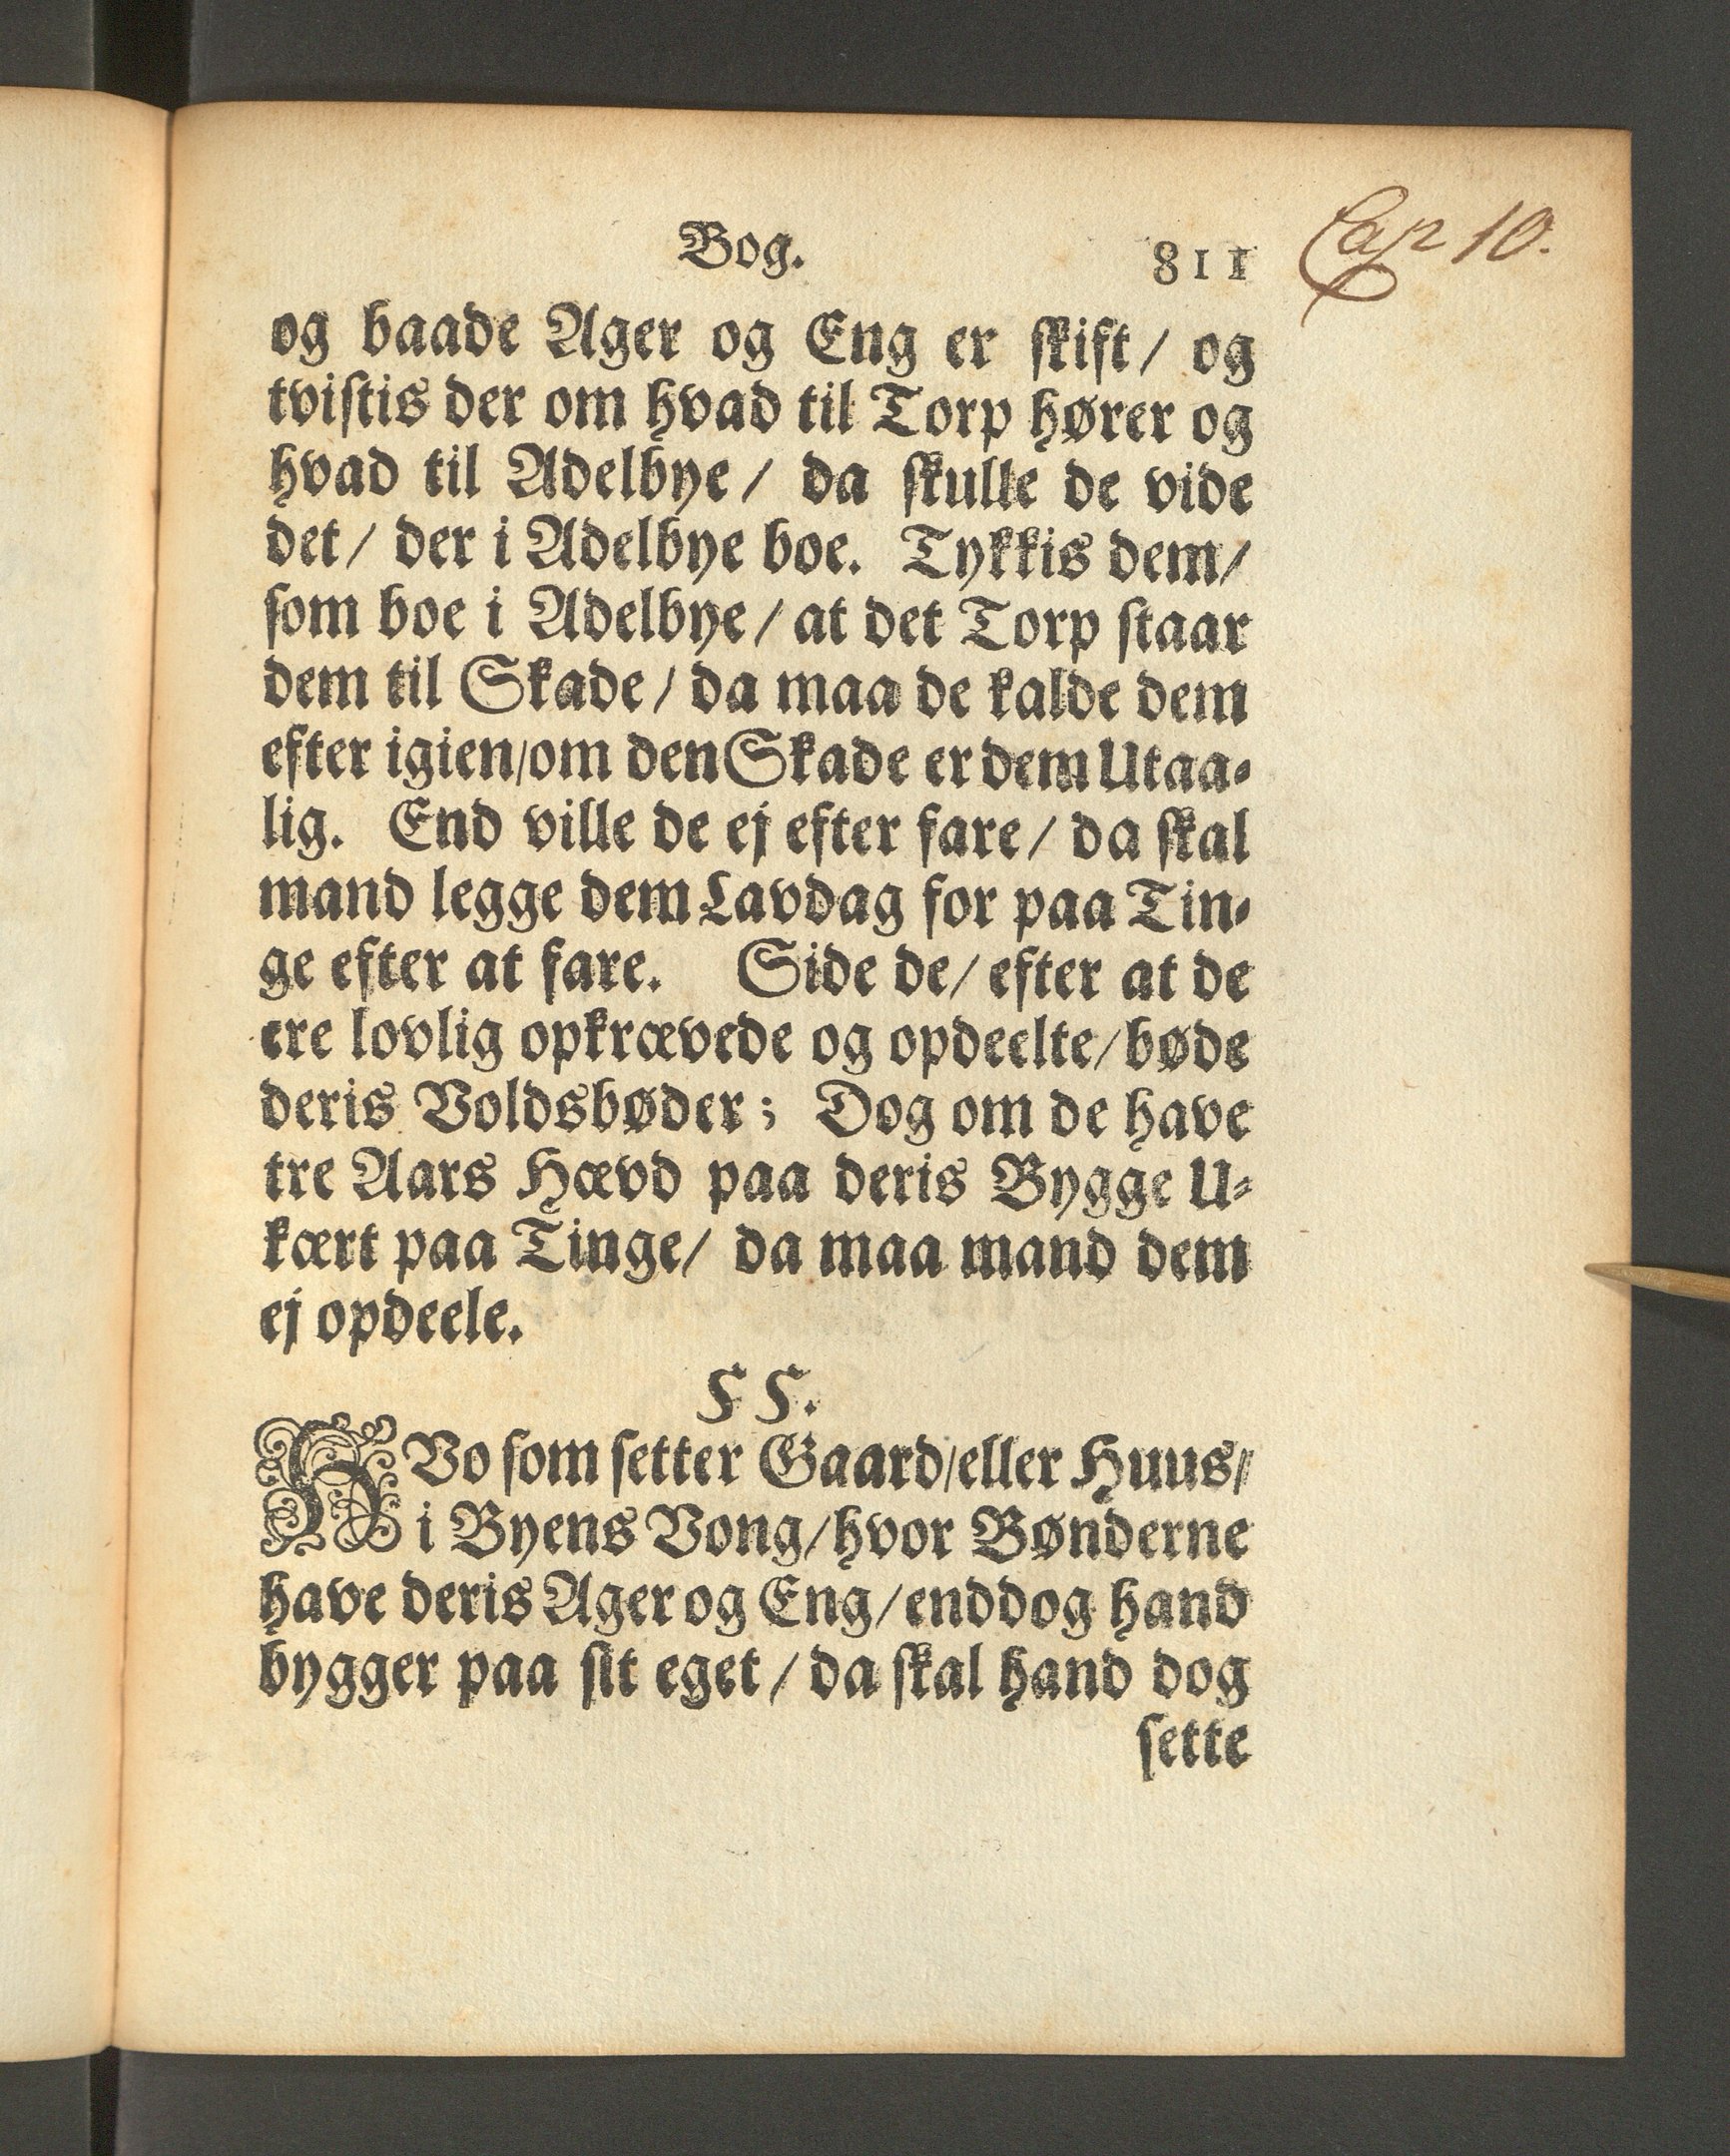 Bog. 811 Cap 10.
og baade Ager og Eng er skift/ og
tvistis der om hvad til Torp hører og
hvad til Adelbye/ da skulle de vide
det/ der i Adelbye boe. Tykkis dem/
som boe i Adelbye/ at det Torp staar
dem til Skade/ da maa de kalde dem
efter igien/om den Skade er dem Utaa-
lig. End ville de ej efter fare/ da skal
mand legge dem Lavdag for paa Tin-
ge efter at fare. Side de/ efter at de
ere lovlig opkrævede og opdeelte/bøde
deris Voldsbøder; Dog om de have
tre Aars Hævd paa deris Bygge U-
kært paa Tinge/ da maa mand dem
ej opdeele.
55.
HVo som setter Gaard/eller Huus/
i Byens Vong/hvor Bønderne
have deris Ager og Eng/enddog hand
bygger paa sit eget/ da skal hand dog
sette